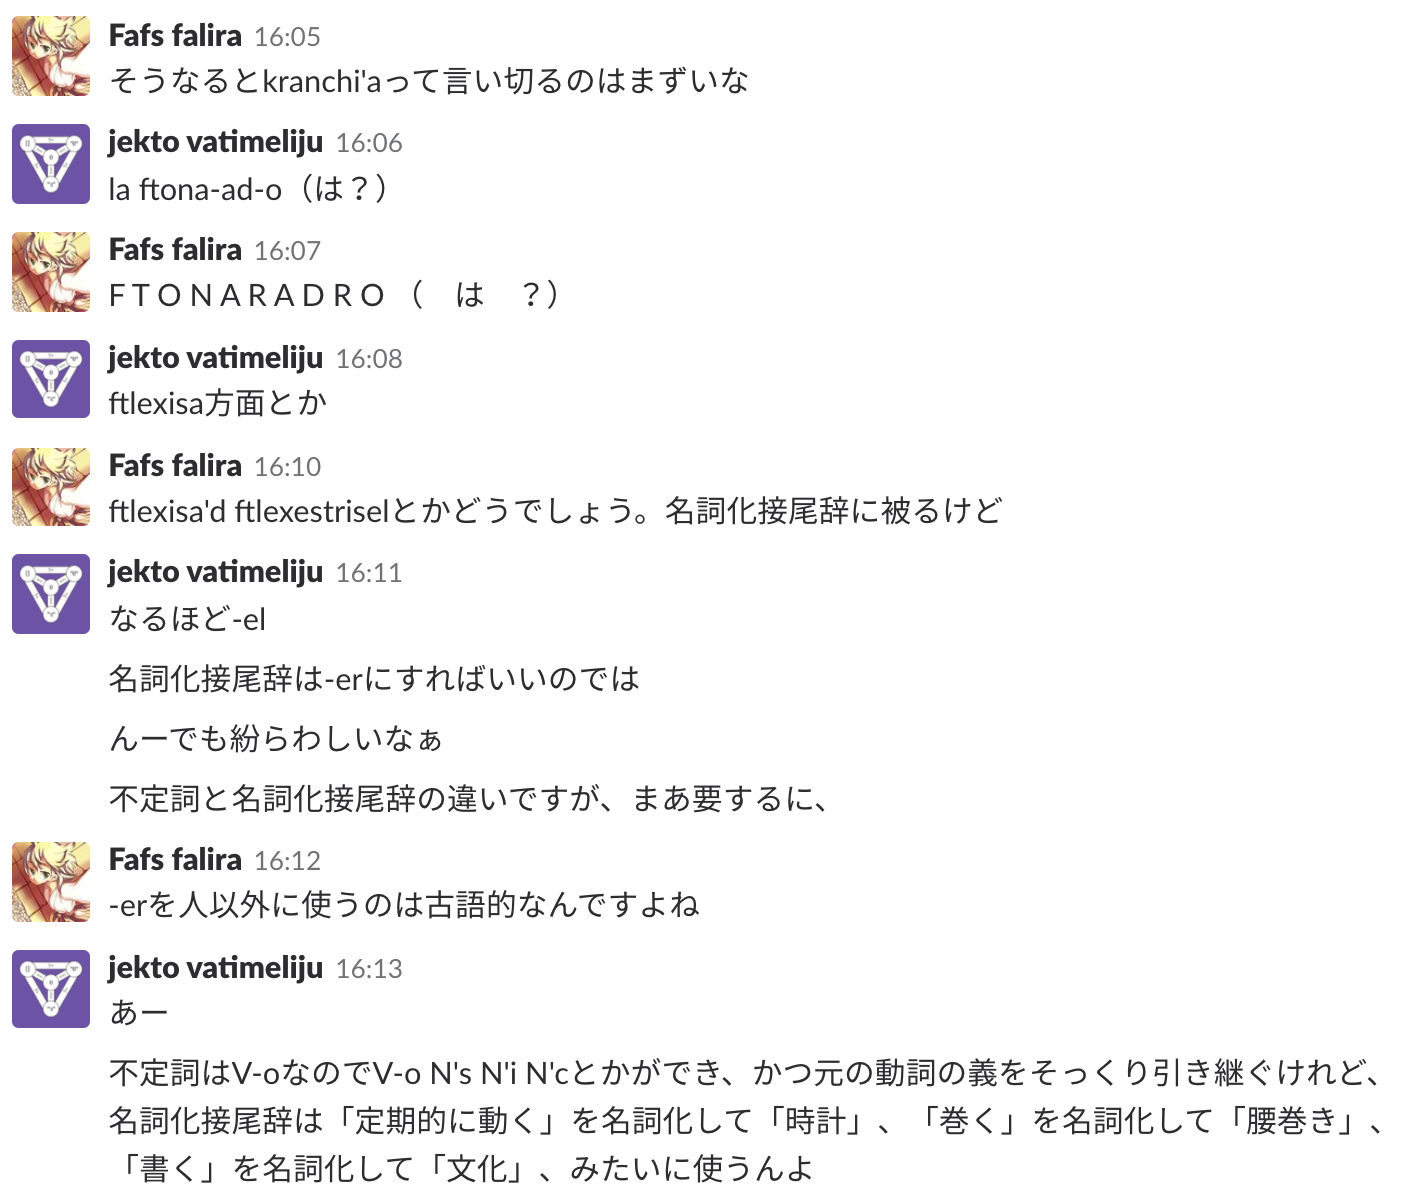 Fafs falira 16:05
そうなるとkranchi'aって言い切るのはまずいな
jekto vatimeliju 16:06
la ftona-ad-o（は？）
Fafs falira 16:07
F T O N A R A D R O （　は　？）
jekto vatimeliju 16:08
ftlexisa方面とか
Fafs falira 16:10
ftlexisa'd ftlexestriselとかどうでしょう。名詞化接尾辞に被るけど
jekto vatimeliju 16:11
なるほど-el
名詞化接尾辞は-erにすればいいのでは
んーでも紛らわしいなぁ
不定詞と名詞化接尾辞の違いですが、まあ要するに、
Fafs falira 16:12
-erを人以外に使うのは古語的なんですよね
jekto vatimeliju 16:13
あー
不定詞はV-oなのでV-o N's N'i N'cとかができ、かつ元の動詞の義をそっくり引き継ぐけれど、
名詞化接尾辞は「定期的に動く」を名詞化して「時計」、「巻く」を名詞化して「腰巻き」、
「書く」を名詞化して「文化」、みたいに使うんよ